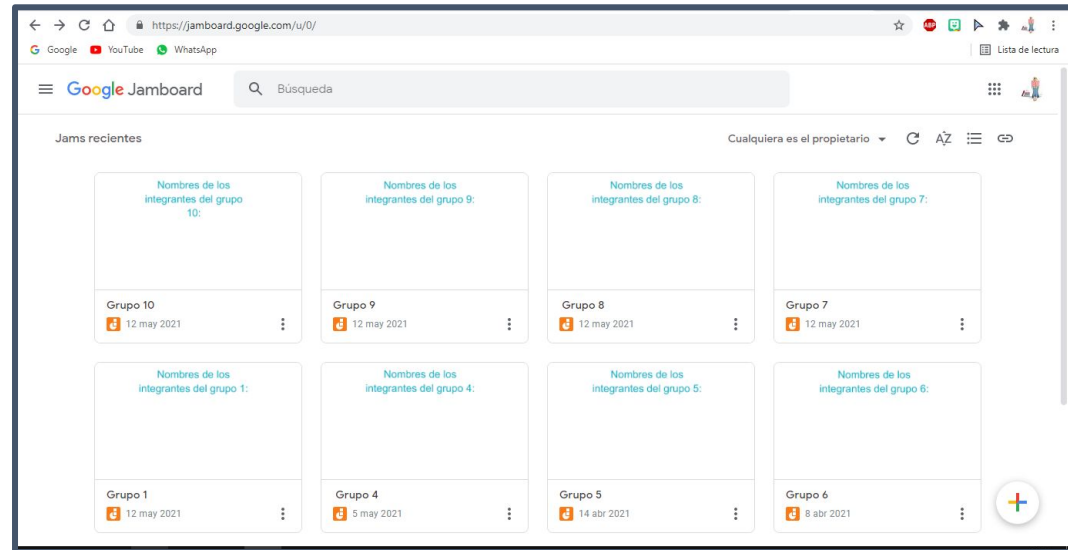 https://jamboard.google.com/u/0/
ABP
Google YouTube WhatsApp Lista de lectura
Google Jamboard Búsqueda
Jams recientes Cualquiera es el propietario AZ
Nombres de los
integrantes del grupo
10:
Nombres de los
integrantes del grupo 9:
Nombres de los
integrantes del grupo 8:
Nombres de los
integrantes del grupo 7:
Grupo 10
12 may 2021
Grupo 9
12 may 2021
Grupo 8
12 may 2021
Grupo 7
12 may 2021
Nombres de los
integrantes del grupo 1:
Nombres de los
integrantes del grupo 4:
Nombres de los
integrantes del grupo 5:
Nombres de los
integrantes del grupo 6:
Grupo 1
12 may 2021
Grupo 4
5 may 2021
Grupo 5
14 abr 2021
Grupo 6
8 abr 2021